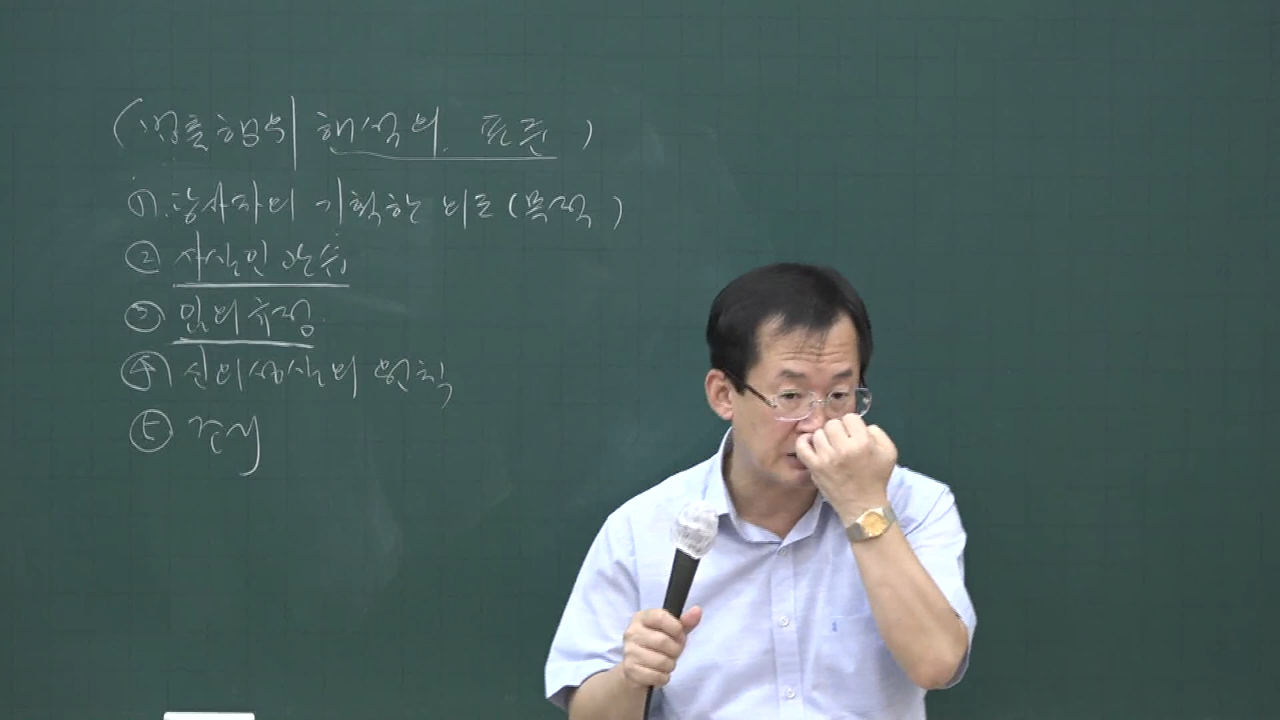 (법률행위 해석의 표준)
①. 당사자의 기획한 의도(목적)
② 사실인 관습
③ 임의규정.
④ 신의성실의 원칙
⑤ 조리